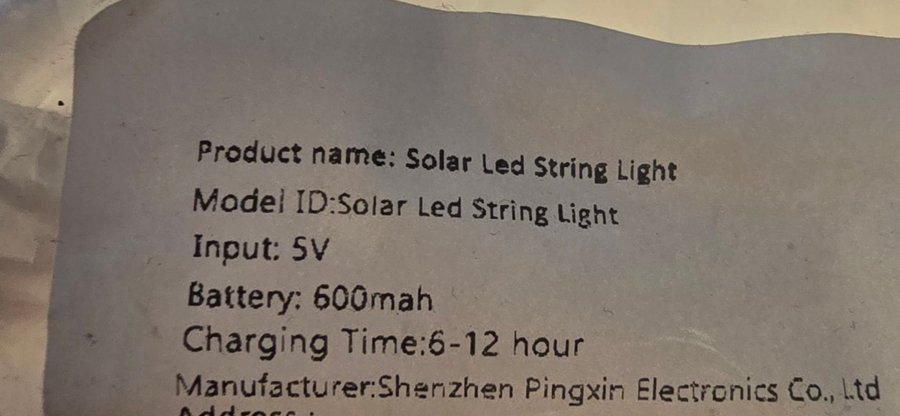 Product name: Solar Led String Light
Model ID:Solar Led String Light
Input: 5V
Battery: 600mah
Charging Time:6-12 hour
Manufacturer:Shenzhen Pingxin Electronics Co., Ltd
Address :